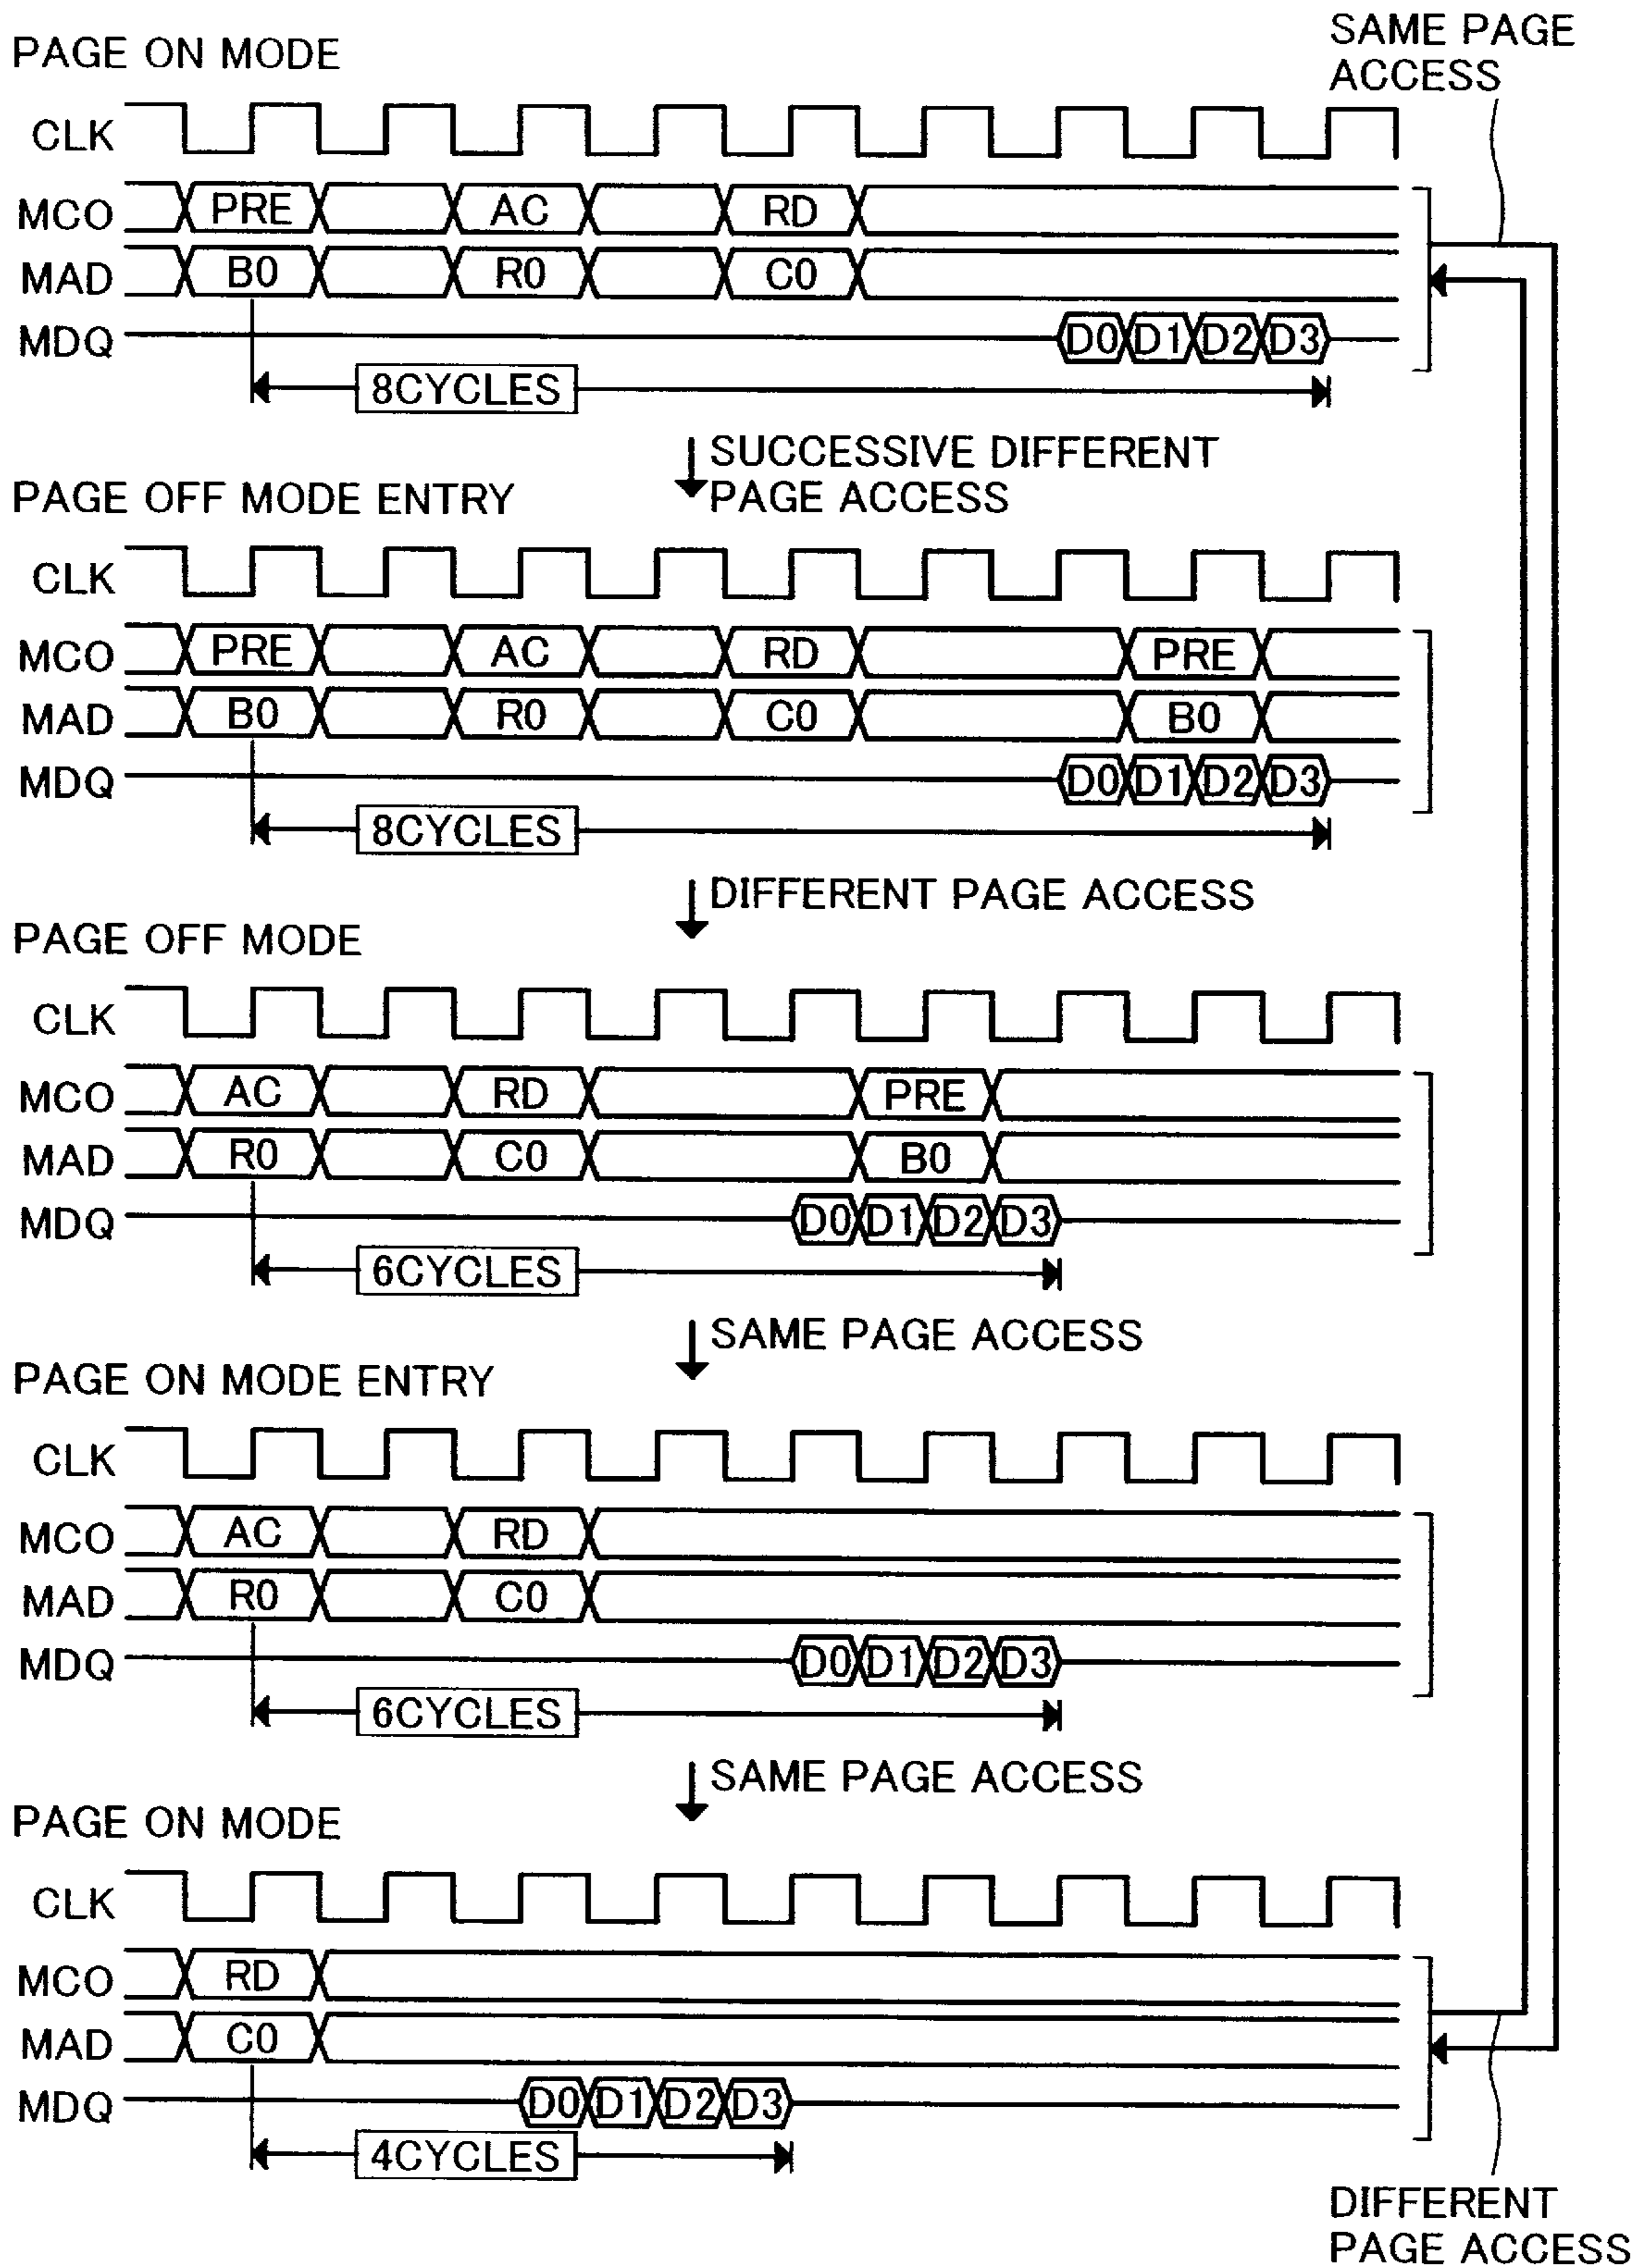 SAME PAGE
ACCESS
PAGE ON MODE
CLK
MCO PRE AC RD
MAD B0 R0 C0
MDQ D0 D1 D2 D3
8CYCLES
SUCCESSIVE DIFFERENT
PAGE ACCESS
PAGE OFF MODE ENTRY
CLK
MCO PRE AC RD PRE
MAD B0 R0 C0 B0
MDQ D0 D1 D2 D3
8CYCLES
DIFFERENT PAGE ACCESS
PAGE OFF MODE
CLK
MCO AC RD PRE
MAD R0 C0 B0
MDQ D0 D1 D2 D3
6CYCLES
SAME PAGE ACCESS
PAGE ON MODE ENTRY
CLK
MCO AC RD
MAD R0 C0
MDQ D0 D1 D2 D3
6CYCLES
SAME PAGE ACCESS
PAGE ON MODE
CLK
MCO RD
MAD C0
MDQ D0 D1 D2 D3
4CYCLES
DIFFERENT
PAGE ACCESS